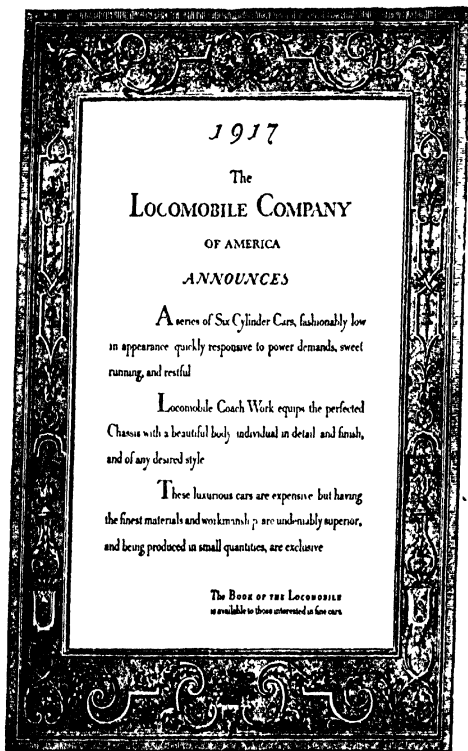 1917
The
LOCOMOBILE COMPANY
OF AMERICA
ANNOUNCES
A series of Six Cylinder Cars, fashionably low
in appearance quickly responsive to power demands, sweet
running, and restful
Locomobile Coach Work equips the perfected
Chassis with a beautiful body individual in detail and finish,
and of any desired style
These luxurious cars are expensive but having
the finest materials and workmanship are undeniably superior,
and being produced in small quantities, are exclusive
The BOOK OF THE LOCOMOBILE
is available to those interested in fine cars